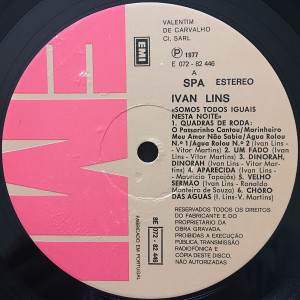 VALENTIM
DE CARVALHO
CI, SARL
EMI
Ⓟ 1977
E 072 - 82 446
A
SPA ESTEREO
IVAN LINS
«SOMOS TODOS IGUAIS
NESTA NOITE»
1. QUADRAS DE RODA:
O Passarinho Cantou/Marinheiro
Meu Amor Não Sabia/Água Rolou
N.º 1/Água Rolou N.º 2 (Ivan Lins
- Vitor Martins) 2. UM FADO (Ivan
Lins - Vitor Martins) 3. DINORAH,
DINORAH (Ivan Lins - Vitor Mar-
tins) 4. APARECIDA (Ivan Lins
- Mauricio Tapajós) 5. VELHO
SERMÃO (Ivan Lins - Ronaldo
Monteiro de Souza) 6. CHORO
DAS ÁGUAS (I. Lins-V. Martins)
RESERVADOS TODOS OS DIREITOS
DO FABRICANTE E DO
PROPRIETÁRIO DA
OBRA GRAVADA.
PROIBIDAS A EXECUÇÃO
PÚBLICA, TRANSMISSÃO
RADIOFÓNICA E
CÓPIA DESTE DISCO,
NÃO AUTORIZADAS
8E 072 - 82 446
FABRICADO EM PORTUGAL
EMI